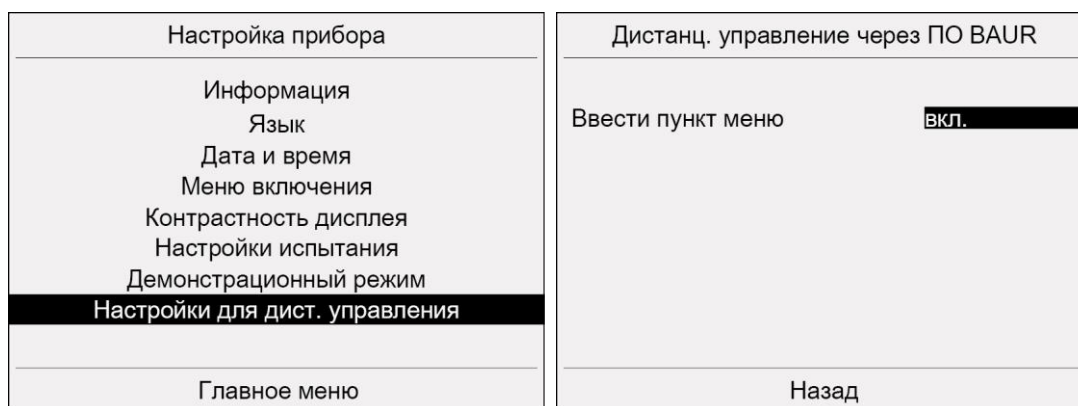 Настройка прибора
Информация
Язык
Дата и время
Меню включения
Контрастность дисплея
Настройки испытания
Демонстрационный режим
Настройки для дист. управления
Главное меню
Дистанц. управление через ПО BAUR
Ввести пункт меню вкл.
Назад